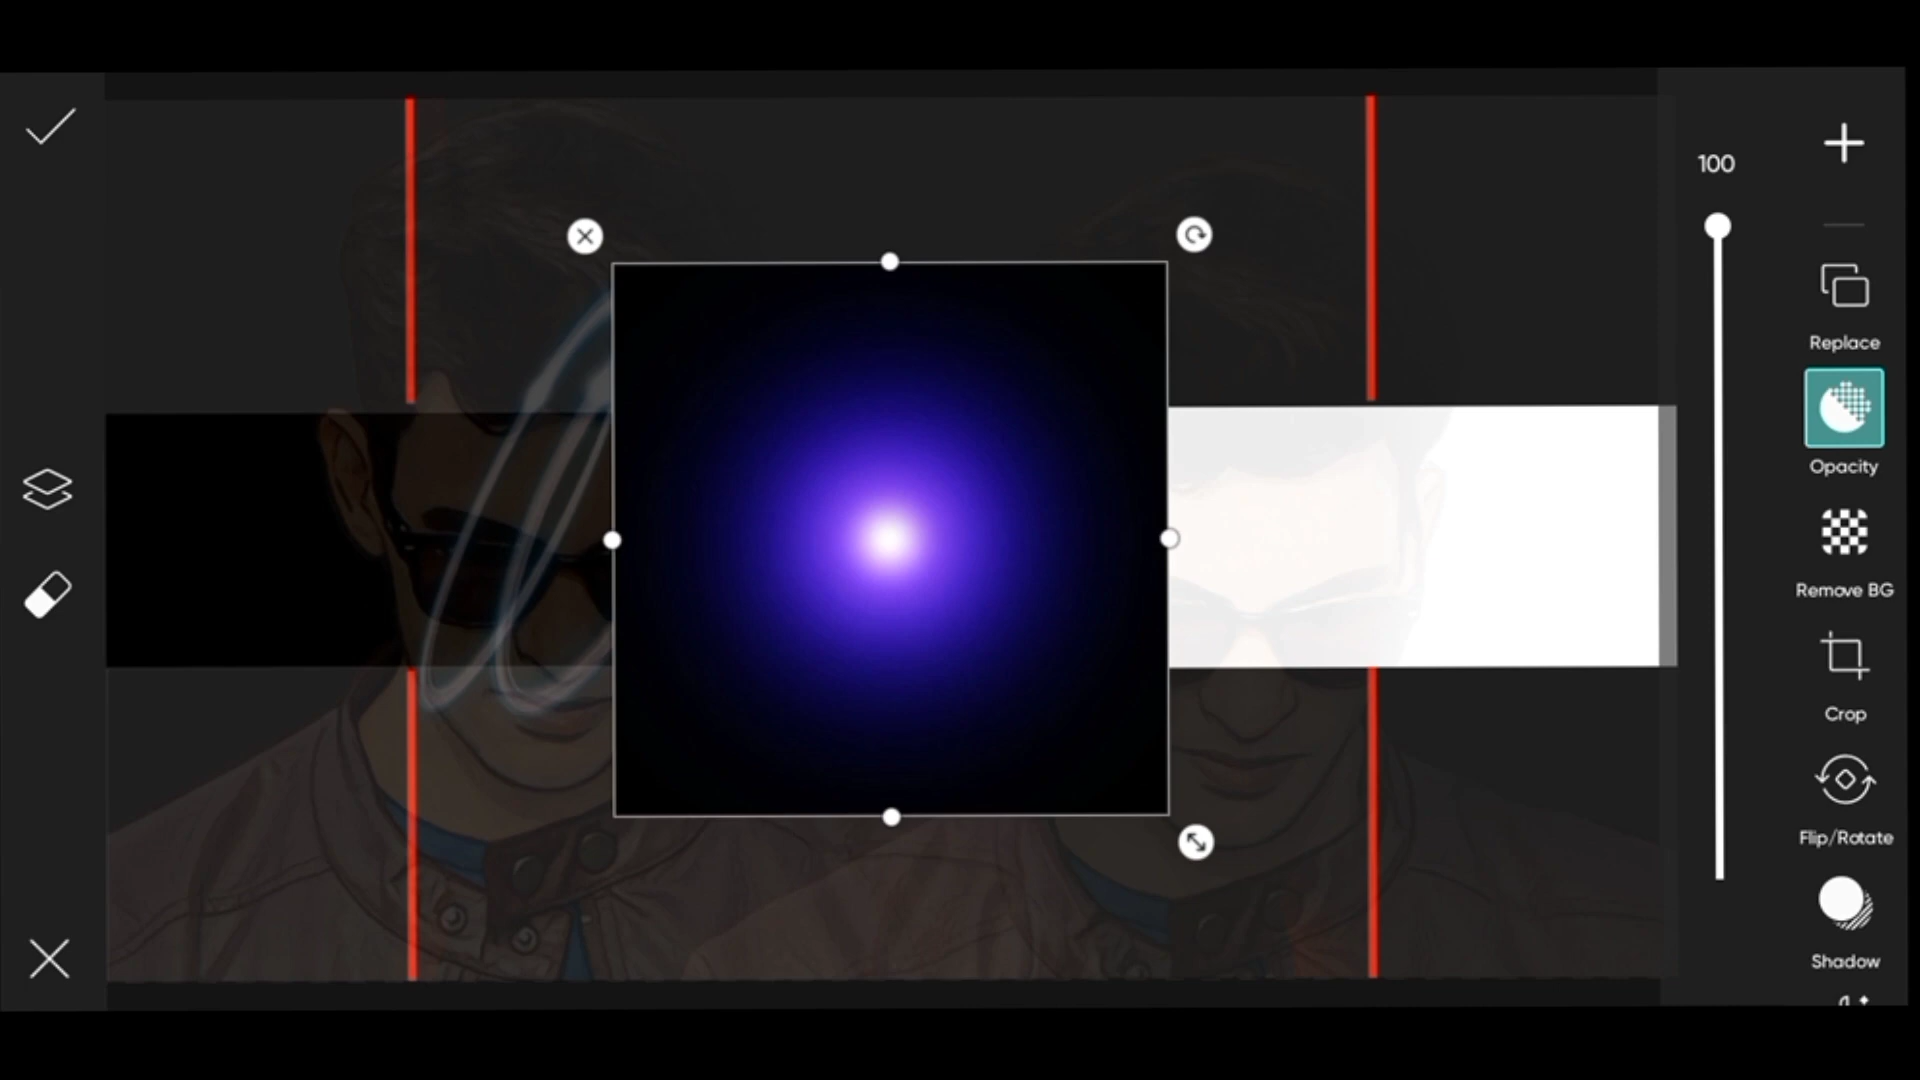 100
Replace
Opacity
Remove BG
Crop
Flip/Rotate
Shadow